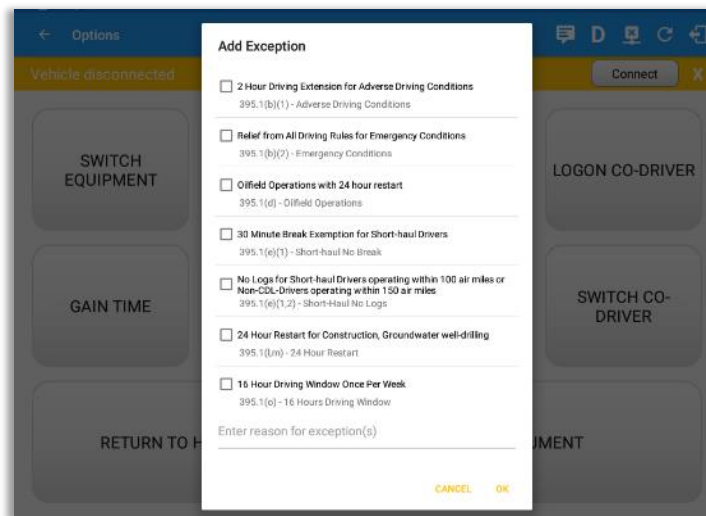 Options
D
Vehicle disconnected
Connect
X
SWITCH
EQUIPMENT
GAIN TIME
RETURN TO H
Add Exception
2 Hour Driving Extension for Adverse Driving Conditions
395.1(b)(1) - Adverse Driving Conditions
Relief from All Driving Rules for Emergency Conditions
395.1(b)(2) - Emergency Conditions
Oilfield Operations with 24 hour restart
395.1(d) - Oilfield Operations
30 Minute Break Exemption for Short-haul Drivers
395.1(e)(1) - Short-haul No Break
No Logs for Short-haul Drivers operating within 100 air miles or
Non-CDL-Drivers operating within 150 air miles
395.1(e)(1,2) - Short-Haul No Logs
24 Hour Restart for Construction, Groundwater well-drilling
395.1(l,m) - 24 Hour Restart
16 Hour Driving Window Once Per Week
395.1(o) - 16 Hours Driving Window
Enter reason for exception(s)
CANCEL OK
LOGON CO-DRIVER
SWITCH CO-
DRIVER
UMENT